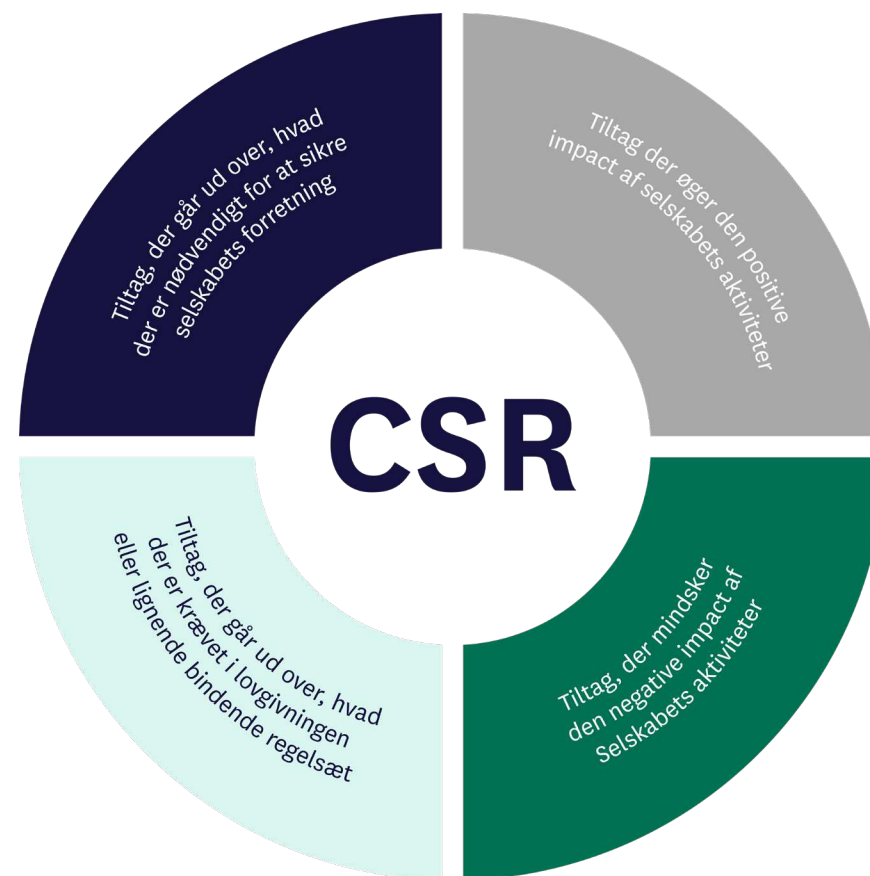 Tiltag, der går ud over, hvad
der er nødvendigt for at sikre
selskabets forretning
Tiltag der øger den positive
impact af selskabets aktiviteter
CSR
Tiltag, der går ud over, hvad
der er krævet i lovgivningen
eller lignende bindende regelsæt
Tiltag, der mindsker
den negative impact af
Selskabets aktiviteter